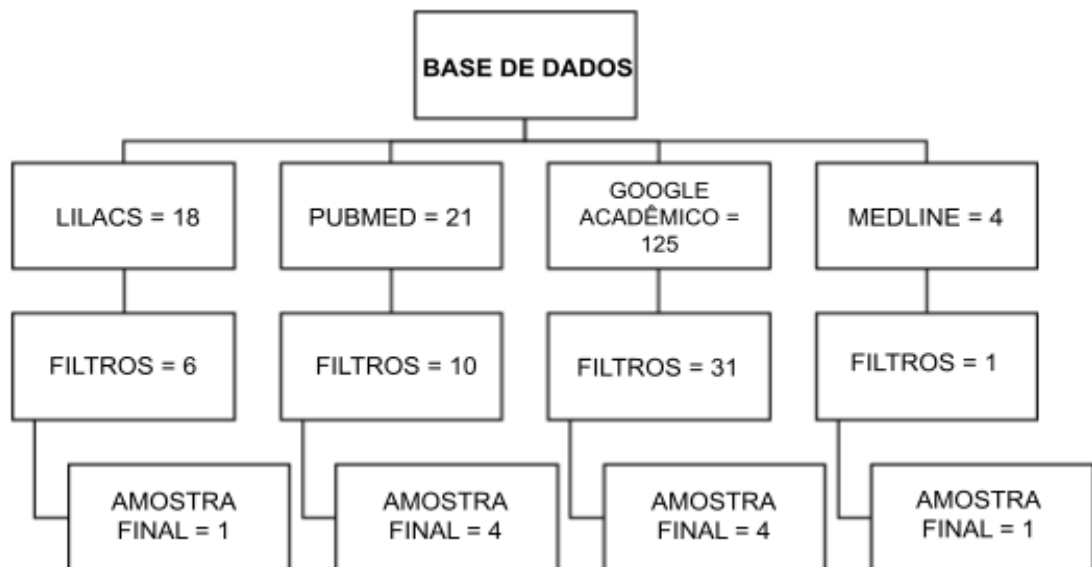 BASE DE DADOS
LILACS = 18
PUBMED = 21
GOOGLE
ACADÊMICO =
125
MEDLINE = 4
FILTROS = 6
FILTROS = 10
FILTROS = 31
FILTROS = 1
AMOSTRA
FINAL = 1
AMOSTRA
FINAL = 4
AMOSTRA
FINAL = 4
AMOSTRA
FINAL = 1